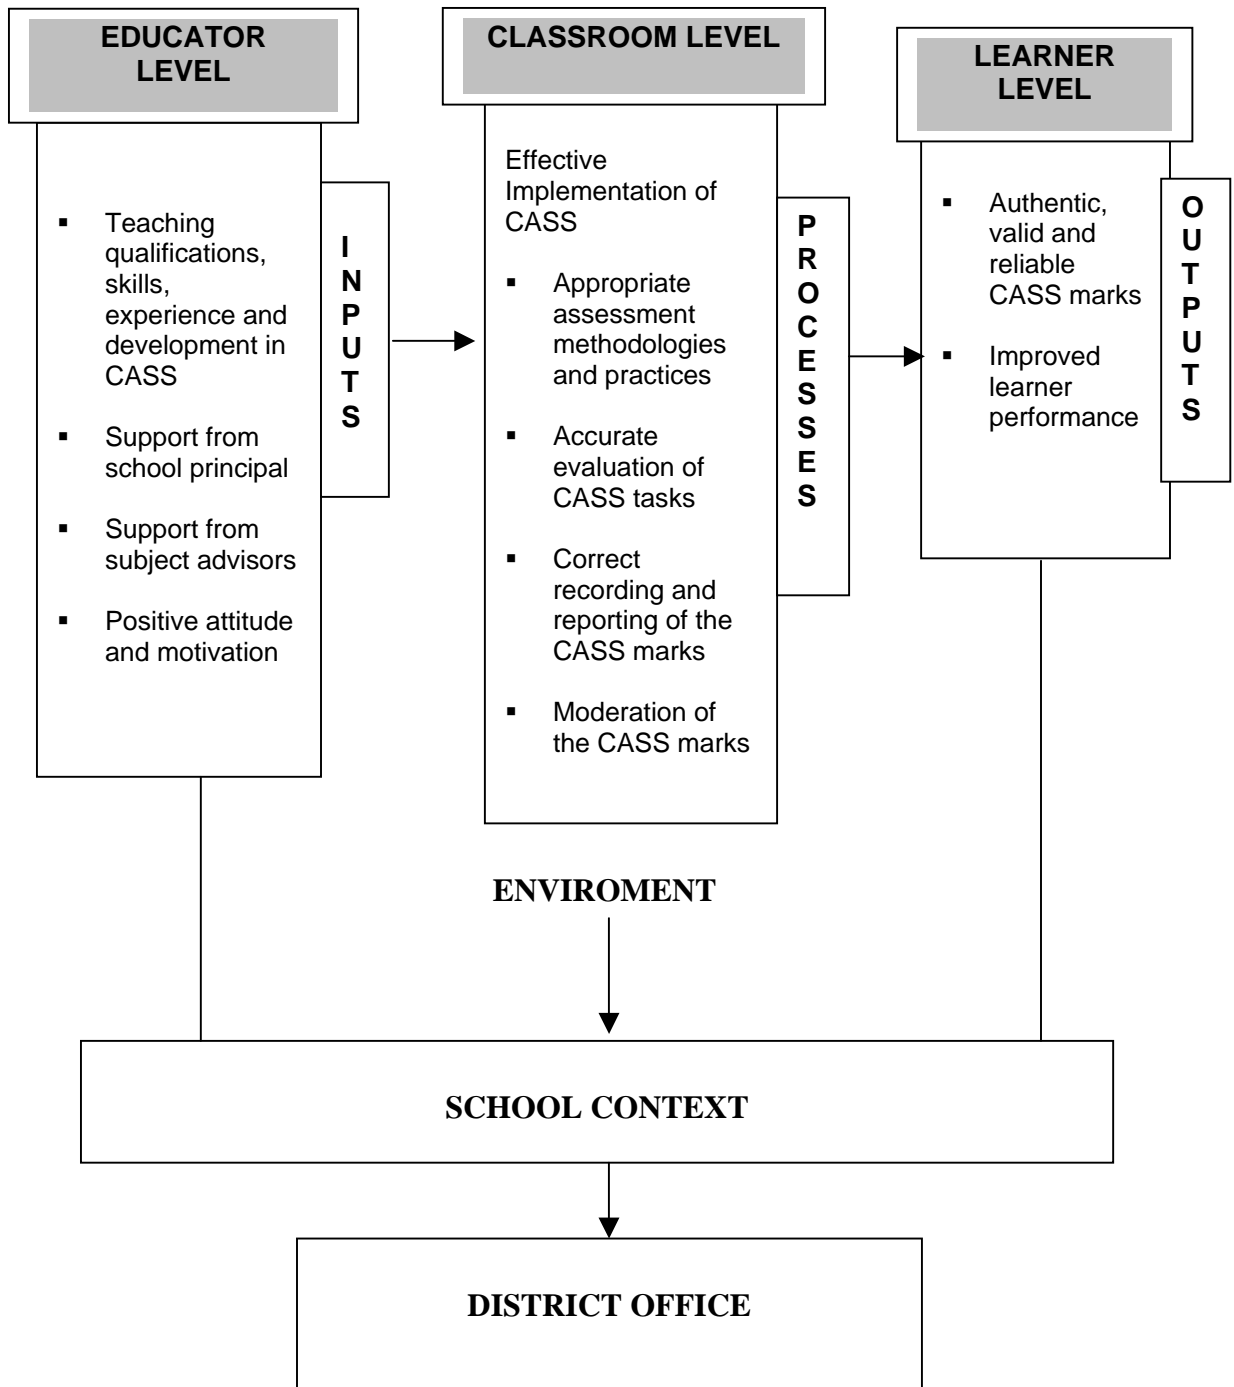 EDUCATOR
LEVEL
Teaching
qualifications,
skills,
experience and
development in
CASS
Support from
school principal
Support from
subject advisors
Positive attitude
and motivation
I
N
P
U
T
S
CLASSROOM LEVEL
Effective
Implementation of
CASS
Appropriate
assessment
methodologies
and practices
Accurate
evaluation of
CASS tasks
Correct
recording and
reporting of the
CASS marks
Moderation of
the CASS marks
P
R
O
C
E
S
S
E
S
LEARNER
LEVEL
Authentic,
valid and
reliable
CASS marks
Improved
learner
performance
O
U
T
P
U
T
S
ENVIROMENT
SCHOOL CONTEXT
DISTRICT OFFICE